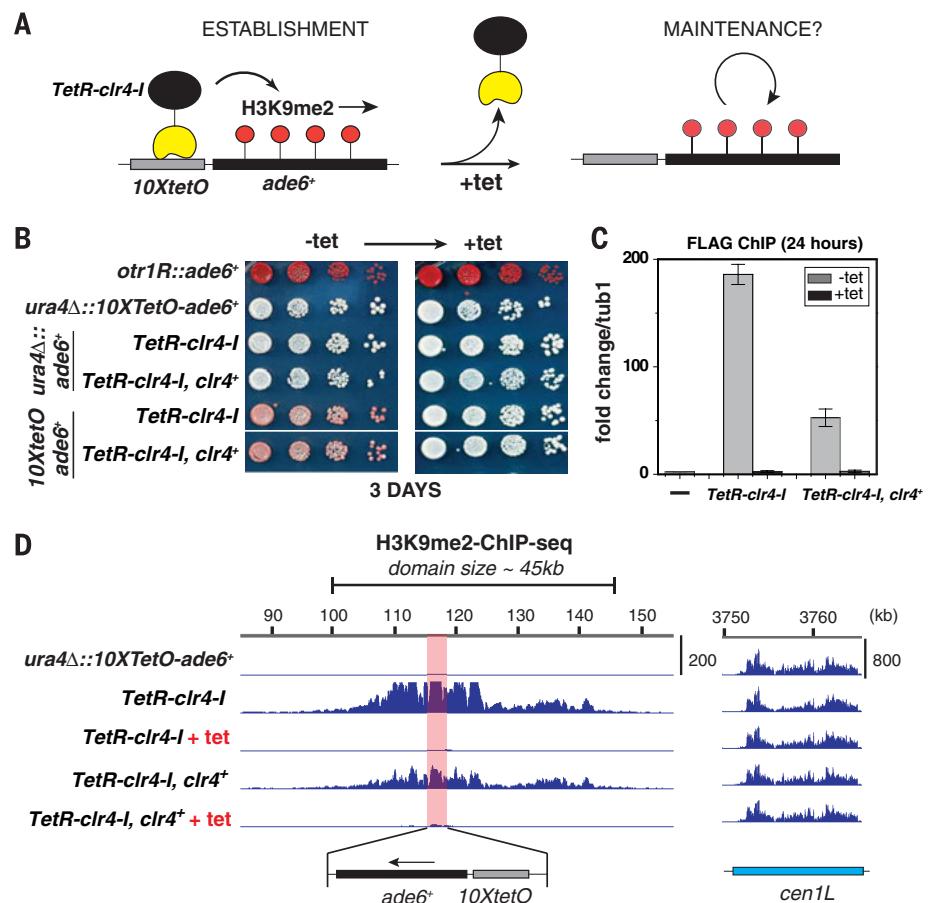 A
ESTABLISHMENT
MAINTENANCE?
TetR-clr4-I
H3K9me2
10XtetO
ade6+
+tet
B
-tet
+tet
otr1R::ade6+
ura4Δ::10XTetO-ade6+
ura4Δ::
ade6+
TetR-clr4-I
TetR-clr4-I, clr4+
10XtetO
ade6+
TetR-clr4-I
TetR-clr4-I, clr4+
3 DAYS
C
FLAG ChIP (24 hours)
fold change/tub1
200
100
0
-tet
+tet
–
TetR-clr4-I
TetR-clr4-I, clr4+
D
H3K9me2-ChIP-seq
domain size ~ 45kb
90 100 110 120 130 140 150
3750 3760 (kb)
ura4Δ::10XTetO-ade6+
200
800
TetR-clr4-I
TetR-clr4-I + tet
TetR-clr4-I, clr4+
TetR-clr4-I, clr4+ + tet
ade6+
10XtetO
cen1L